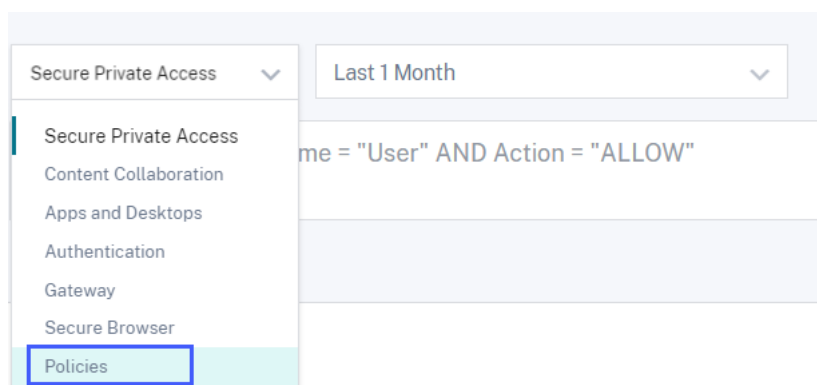 Secure Private Access
Last 1 Month
Secure Private Access
me = "User" AND Action = "ALLOW"
Content Collaboration
Apps and Desktops
Authentication
Gateway
Secure Browser
Policies